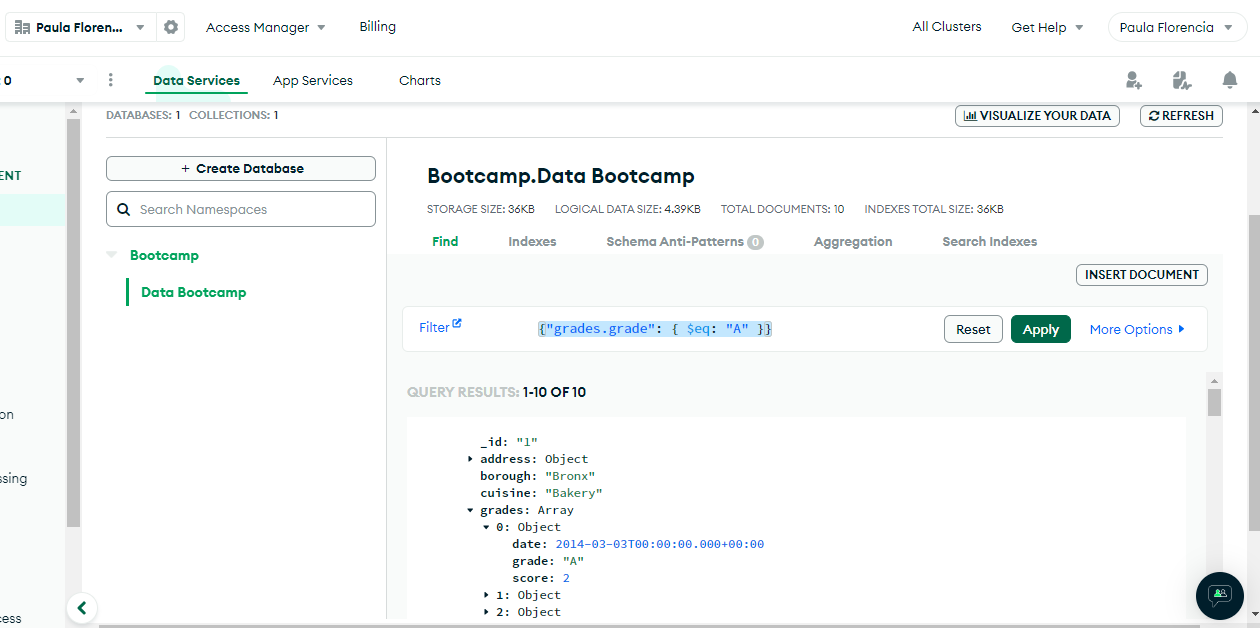 Paula Floren...
Access Manager
Billing
All Clusters
Get Help
Paula Florencia
: 0
Data Services
App Services
Charts
DATABASES: 1 COLLECTIONS: 1
VISUALIZE YOUR DATA
REFRESH
ENT
+ Create Database
Search Namespaces
Bootcamp
Data Bootcamp
on
ssing
ess
Bootcamp.Data Bootcamp
STORAGE SIZE: 36KB LOGICAL DATA SIZE: 4.39KB TOTAL DOCUMENTS: 10 INDEXES TOTAL SIZE: 36KB
Find
Indexes
Schema Anti-Patterns 0
Aggregation
Search Indexes
INSERT DOCUMENT
Filter
{"grades.grade": { $eq: "A" }}
Reset
Apply
More Options
QUERY RESULTS: 1-10 OF 10
_id: "1"
address: Object
borough: "Bronx"
cuisine: "Bakery"
grades: Array
0: Object
date: 2014-03-03T00:00:00.000+00:00
grade: "A"
score: 2
1: Object
2: Object